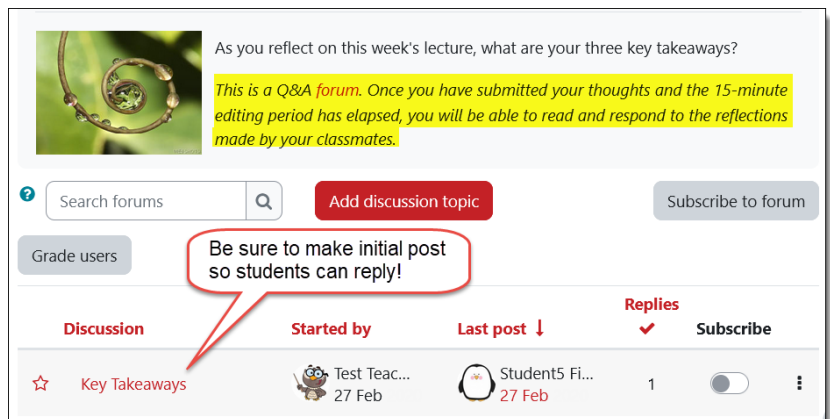 As you reflect on this week's lecture, what are your three key takeaways?
This is a Q&A forum. Once you have submitted your thoughts and the 15-minute
editing period has elapsed, you will be able to read and respond to the reflections
made by your classmates.
?
Search forums
Add discussion topic
Subscribe to forum
Grade users
Be sure to make initial post
so students can reply!
Discussion
Started by
Last post ↓
Replies
Subscribe
Key Takeaways
Test Teac...
27 Feb
Student5 Fi...
27 Feb
1